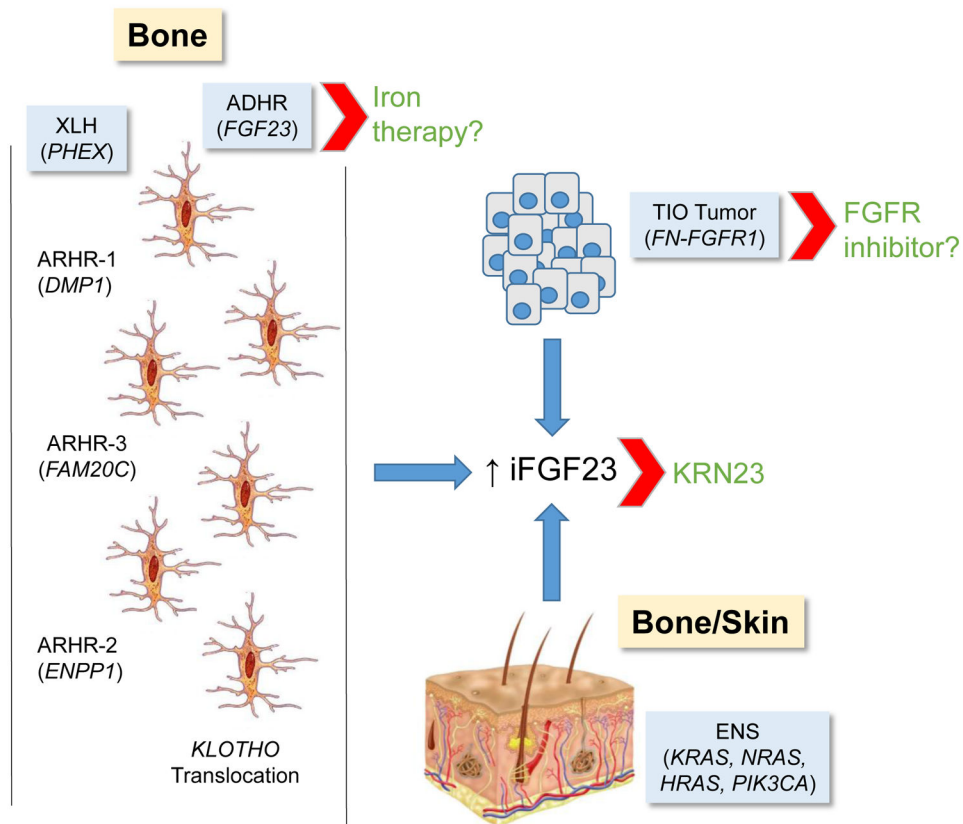 Bone
XLH
(PHEX)
ADHR
(FGF23)
Iron
therapy?
ARHR-1
(DMP1)
ARHR-3
(FAM20C)
ARHR-2
(ENPP1)
KLOTHO
Translocation
TIO Tumor
(FN-FGFR1)
FGFR
inhibitor?
↑ iFGF23
KRN23
Bone/Skin
ENS
(KRAS, NRAS,
HRAS, PIK3CA)